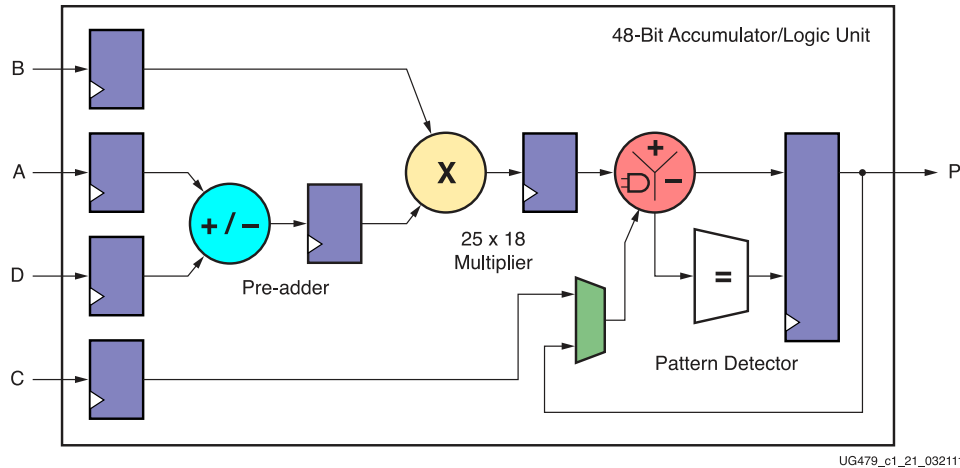 48-Bit Accumulator/Logic Unit
B
A
D
C
+ / −
Pre-adder
X
25 x 18
Multiplier
+
−
=
Pattern Detector
P
UG479_c1_21_032111